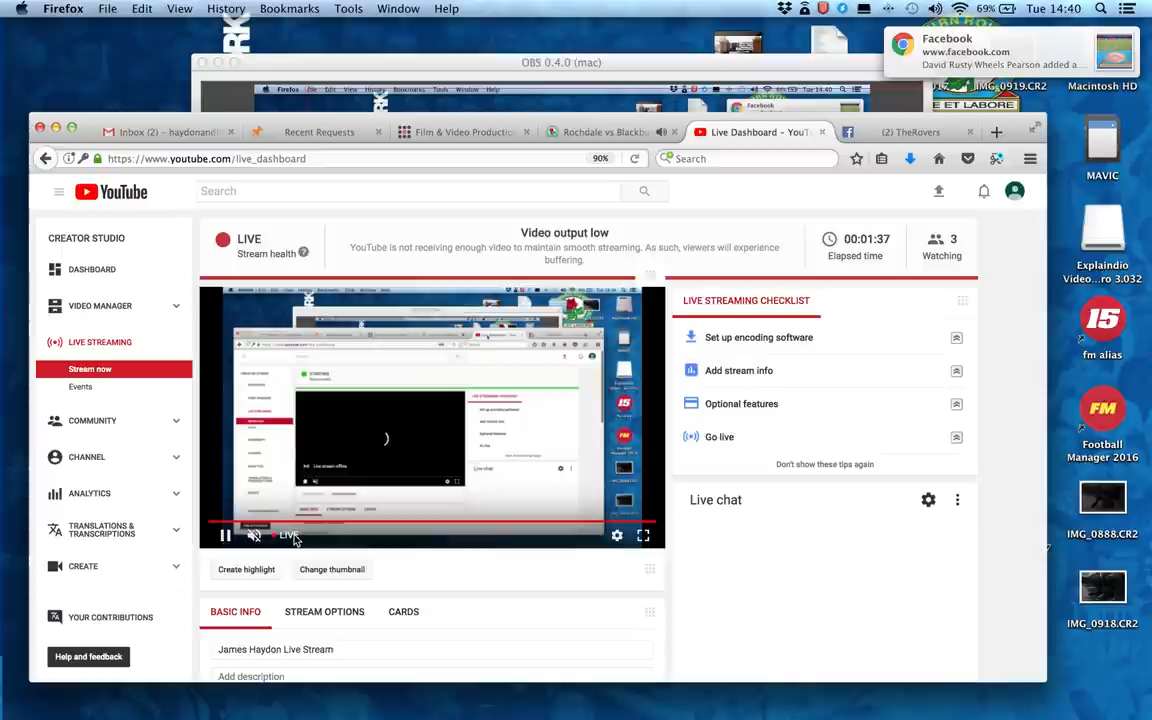 Firefox File Edit View History Bookmarks Tools Window Help 69% Tue 14:40
Facebook
www.facebook.com
David Rusty Wheels Pearson added a...
OBS 0.4.0 (mac)
IMG_0919.CR2
Macintosh HD
ET LABORE
Inbox (2) – haydonand Recent Requests Film & Video Productio Rochdale vs.Blackbu Live Dashboard - YouT TheRovers
https://www.youtube.com/live_dashboard 90% Search
MAVIC
YouTube Search
CREATOR STUDIO
DASHBOARD
VIDEO MANAGER
LIVE STREAMING
Stream now
Events
COMMUNITY
CHANNEL
ANALYTICS
TRANSLATIONS & TRANSCRIPTIONS
CREATE
YOUR CONTRIBUTIONS
Help and feedback
LIVE
Stream health ?
Video output low
YouTube is not receiving enough video to maintain smooth streaming. As such, viewers will experience
buffering.
00:01:37
Elapsed time
3
Watching
LIVE
Create highlight Change thumbnail
BASIC INFO STREAM OPTIONS CARDS
James Haydon Live Stream
Add description
LIVE STREAMING CHECKLIST
Set up encoding software
Add stream info
Optional features
Go live
Don't show these tips again
Live chat
Explaindio
Video...ro 3.032
15
fm alias
FM
Football
Manager 2016
IMG_0888.CR2
IMG_0918.CR2